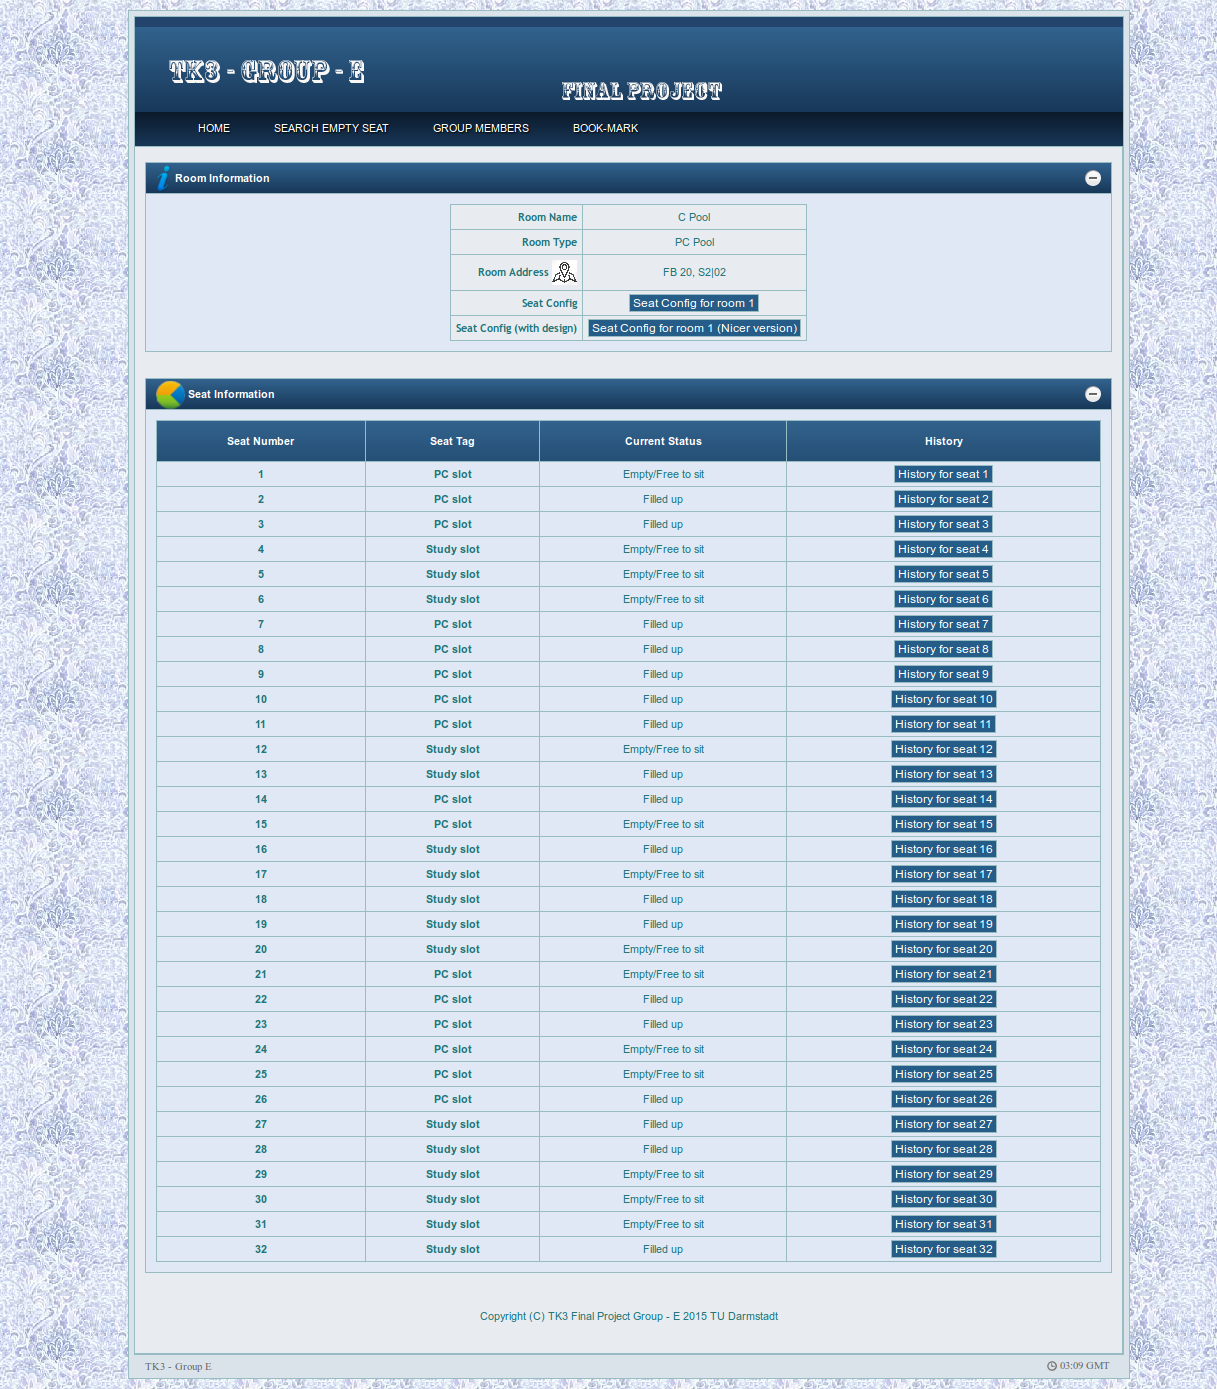 TK3 - GROUP - E
FINAL PROJECT
HOME SEARCH EMPTY SEAT GROUP MEMBERS BOOK-MARK
Room Information
Room Name C Pool
Room Type PC Pool
Room Address FB 20, S2|02
Seat Config Seat Config for room 1
Seat Config (with design) Seat Config for room 1 (Nicer version)
Seat Information
Seat Number Seat Tag Current Status History
1 PC slot Empty/Free to sit History for seat 1
2 PC slot Filled up History for seat 2
3 PC slot Filled up History for seat 3
4 Study slot Empty/Free to sit History for seat 4
5 Study slot Empty/Free to sit History for seat 5
6 Study slot Empty/Free to sit History for seat 6
7 PC slot Filled up History for seat 7
8 PC slot Filled up History for seat 8
9 PC slot Filled up History for seat 9
10 PC slot Filled up History for seat 10
11 PC slot Filled up History for seat 11
12 Study slot Empty/Free to sit History for seat 12
13 Study slot Filled up History for seat 13
14 PC slot Filled up History for seat 14
15 PC slot Empty/Free to sit History for seat 15
16 Study slot Filled up History for seat 16
17 Study slot Empty/Free to sit History for seat 17
18 Study slot Filled up History for seat 18
19 Study slot Filled up History for seat 19
20 Study slot Empty/Free to sit History for seat 20
21 PC slot Empty/Free to sit History for seat 21
22 PC slot Filled up History for seat 22
23 PC slot Filled up History for seat 23
24 PC slot Empty/Free to sit History for seat 24
25 PC slot Empty/Free to sit History for seat 25
26 PC slot Filled up History for seat 26
27 Study slot Filled up History for seat 27
28 Study slot Filled up History for seat 28
29 Study slot Empty/Free to sit History for seat 29
30 Study slot Empty/Free to sit History for seat 30
31 Study slot Empty/Free to sit History for seat 31
32 Study slot Filled up History for seat 32
Copyright (C) TK3 Final Project Group - E 2015 TU Darmstadt
TK3 - Group E 03:09 GMT